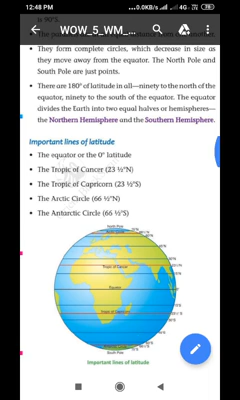 12:48 PM
...0.0KB/s
4G
WOW_5_WM_...
is 90°S.
• They form complete circles, which decrease in size as
they move away from the equator. The North Pole and
South Pole are just points.
• There are 180° of latitude in all—ninety to the north of the
equator, ninety to the south of the equator. The equator
divides the Earth into two equal halves or hemispheres—
the Northern Hemisphere and the Southern Hemisphere.
Important lines of latitude
• The equator or the 0° latitude
• The Tropic of Cancer (23 ½°N)
• The Tropic of Capricorn (23 ½°S)
• The Arctic Circle (66 ½°N)
• The Antarctic Circle (66 ½°S)
North Pole
Tropic of Cancer
Equator
Tropic of Capricorn
South Pole
Important lines of latitude